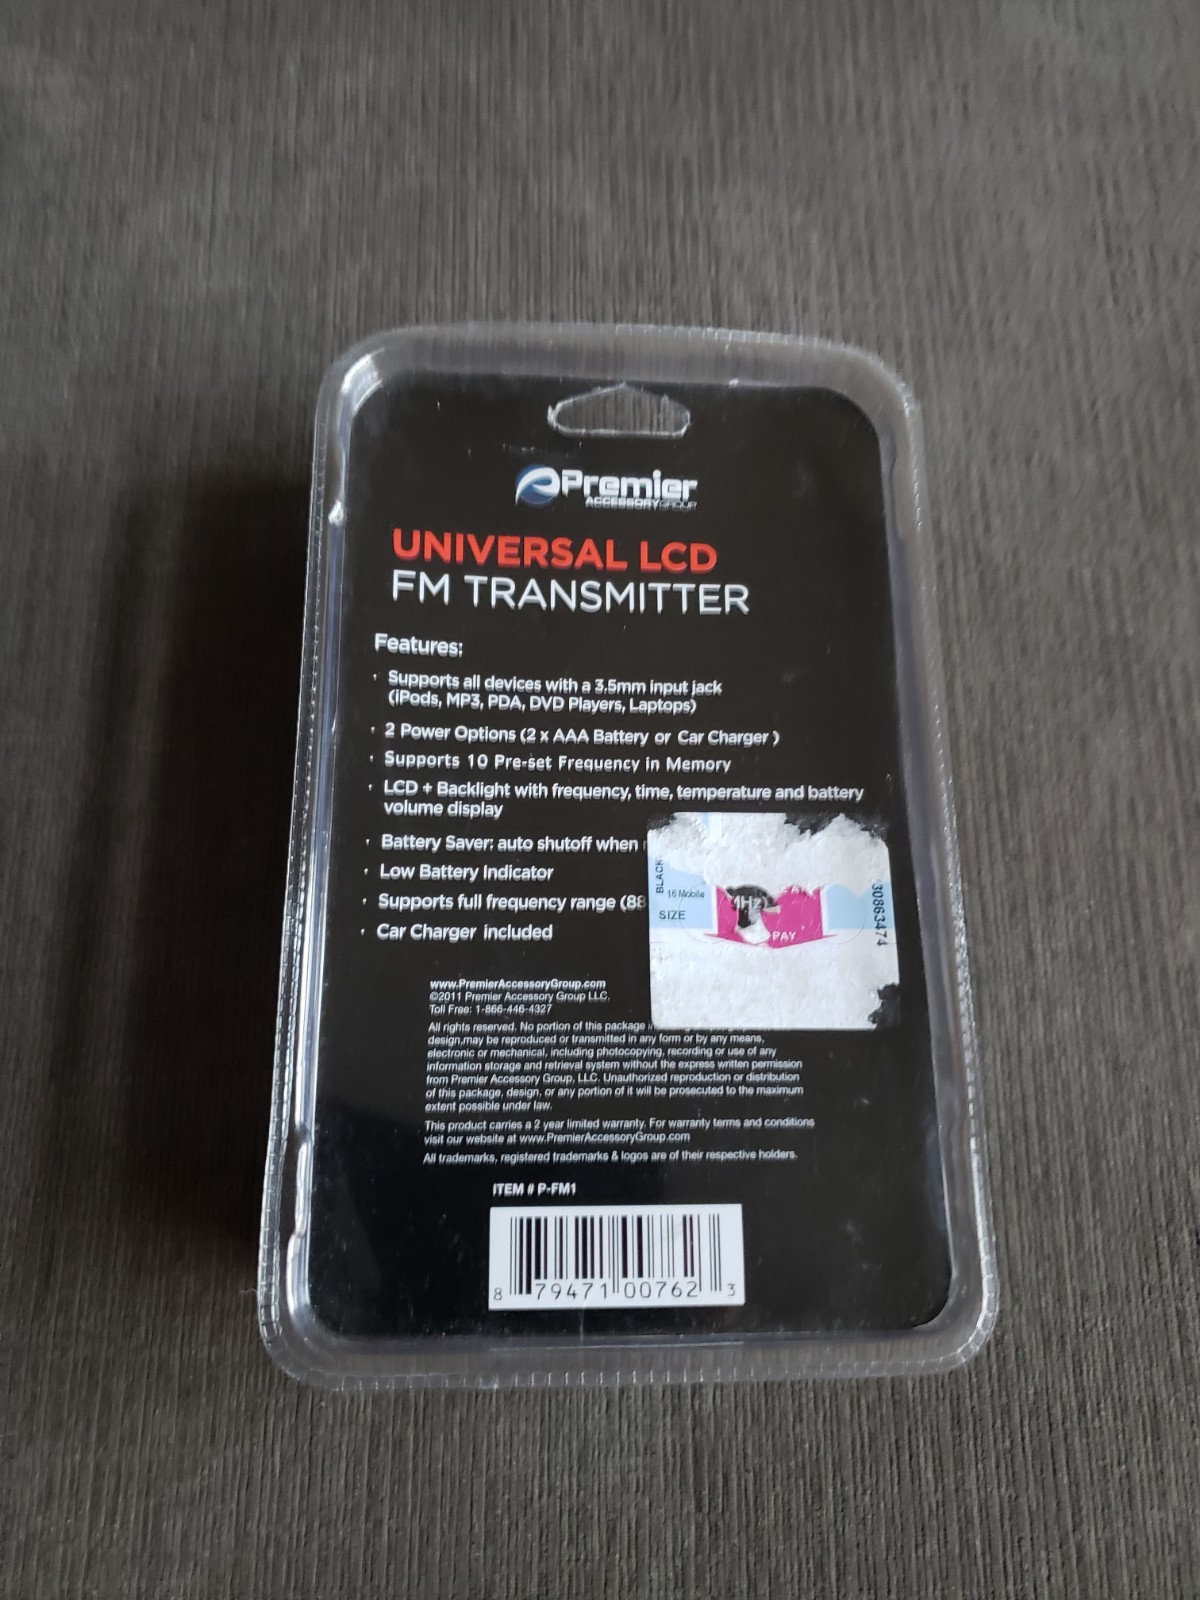 Premier
ACCESSORYGROUP
UNIVERSAL LCD
FM TRANSMITTER
Features:
· Supports all devices with a 3.5mm input jack
(iPods, MP3, PDA, DVD Players, Laptops)
· 2 Power Options (2 x AAA Battery or Car Charger )
· Supports 10 Pre-set Frequency in Memory
· LCD + Backlight with frequency, time, temperature and battery
volume display
· Battery Saver: auto shutoff when
· Low Battery Indicator
· Supports full frequency range (88
MHz)
· Car Charger included
BLACK
16 Mobile
SIZE
PAY
30863474
www.PremierAccessoryGroup.com
©2011 Premier Accessory Group LLC.
Toll Free: 1-866-446-4327
All rights reserved. No portion of this package
design,may be reproduced or transmitted in any form or by any means,
electronic or mechanical, including photocopying, recording or use of any
information storage and retrieval system without the express written permission
from Premier Accessory Group, LLC. Unauthorized reproduction or distribution
of this package, design, or any portion of it will be prosecuted to the maximum
extent possible under law.
This product carries a 2 year limited warranty. For warranty terms and conditions
visit our website at www.PremierAccessoryGroup.com
All trademarks, registered trademarks & logos are of their respective holders.
ITEM # P-FM1
8 79471 00762 3